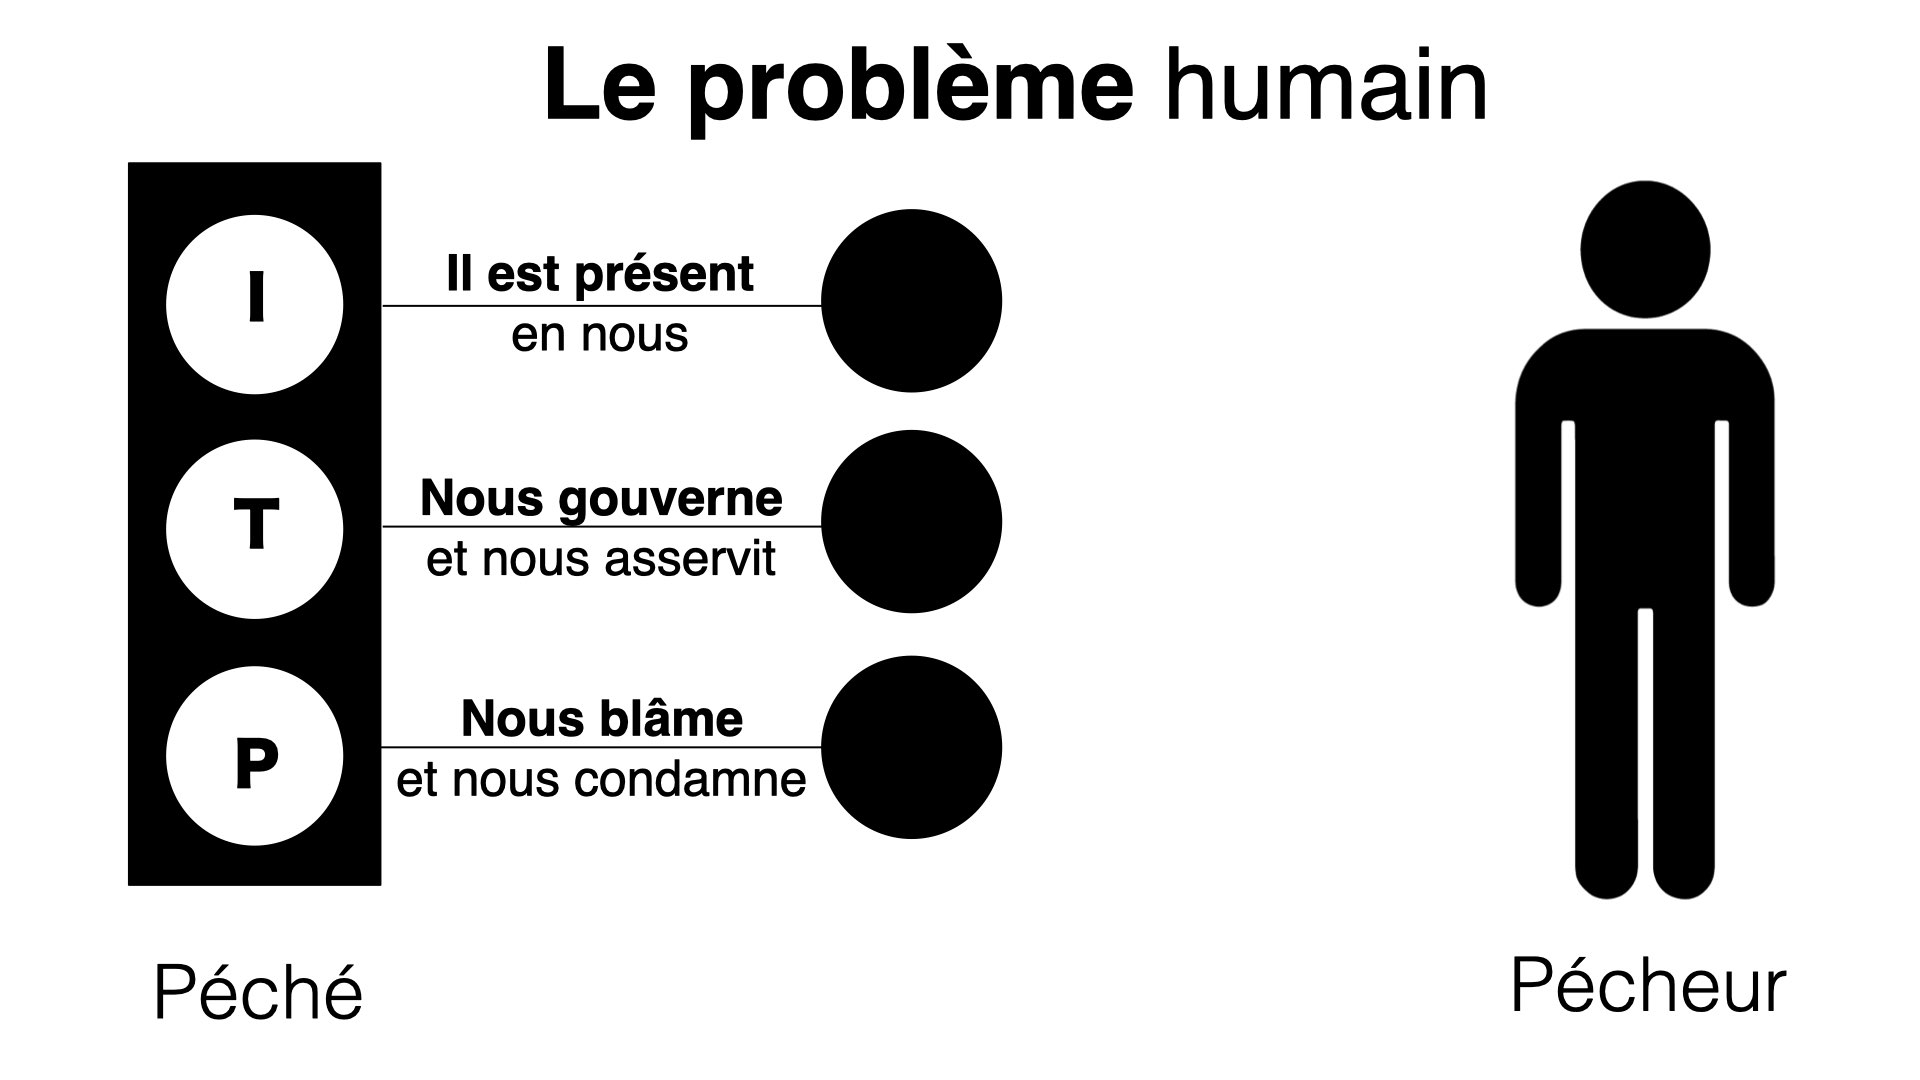 Le problème humain
I
Il est présent
en nous
T
Nous gouverne
et nous asservit
P
Nous blâme
et nous condamne
Péché
Pécheur